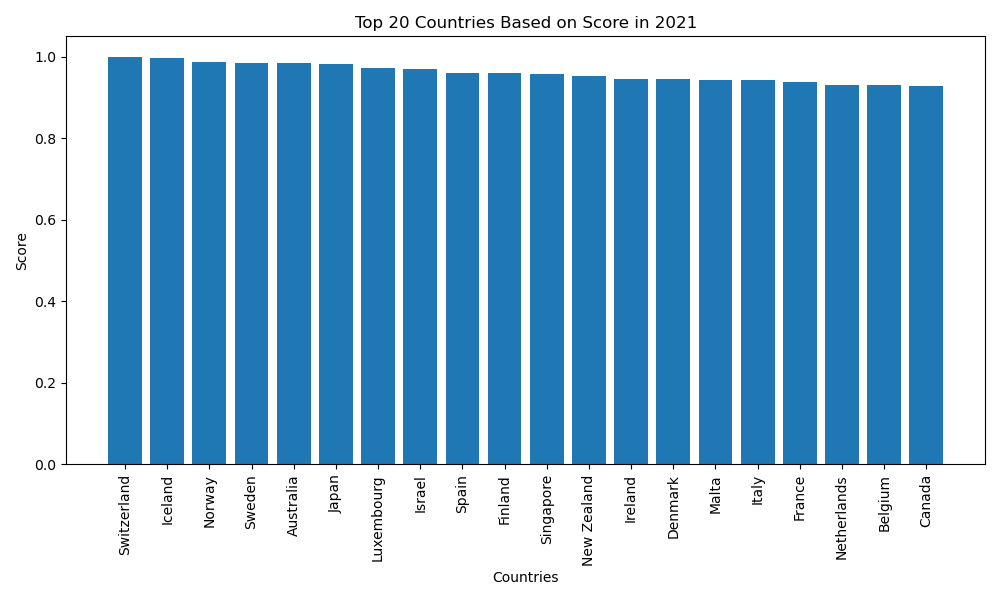 Top 20 Countries Based on Score in 2021
Score
1.0
0.8
0.6
0.4
0.2
0.0
Switzerland
Iceland
Norway
Sweden
Australia
Japan
Luxembourg
Israel
Spain
Finland
Singapore
New Zealand
Ireland
Denmark
Malta
Italy
France
Netherlands
Belgium
Canada
Countries